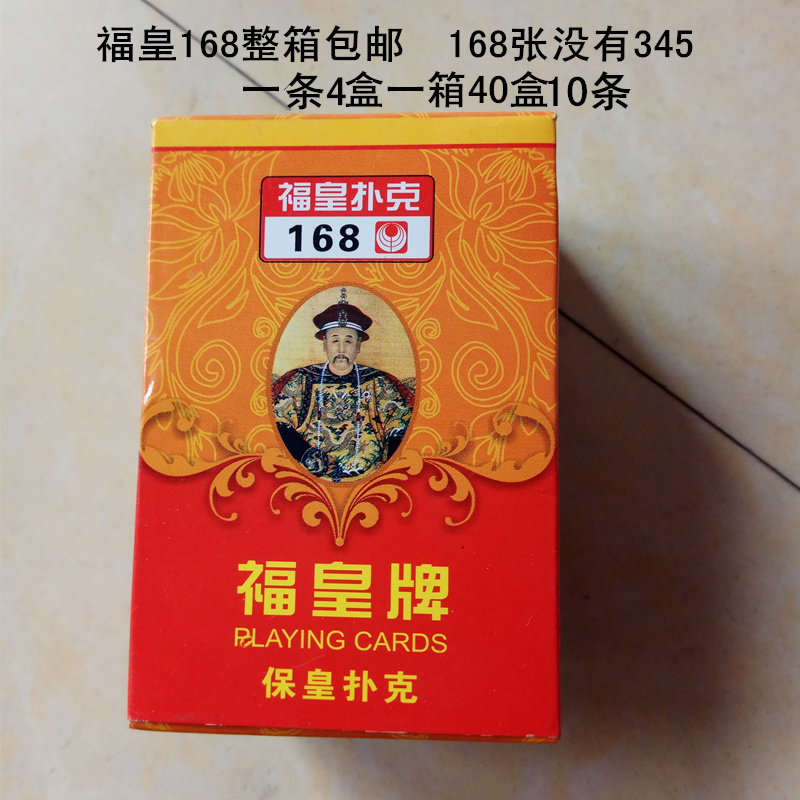 福皇168整箱包邮 168张没有345
一条4盒一箱40盒10条
福皇扑克
168
福皇牌
PLAYING CARDS
保皇扑克